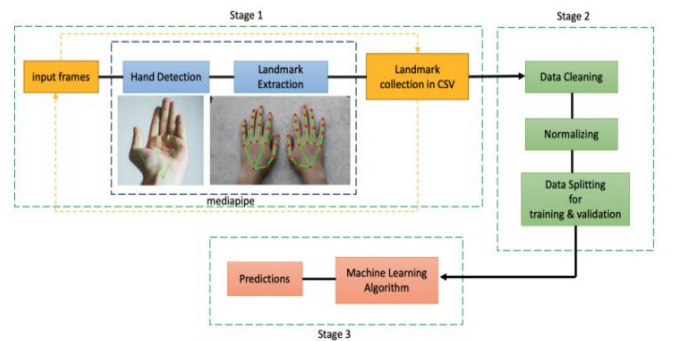 Stage 1
Stage 2
input frames
Hand Detection
Landmark
Extraction
Landmark
collection in CSV
Data Cleaning
Normalizing
Data Splitting
for
training & validation
mediapipe
Predictions
Machine Learning
Algorithm
Stage 3